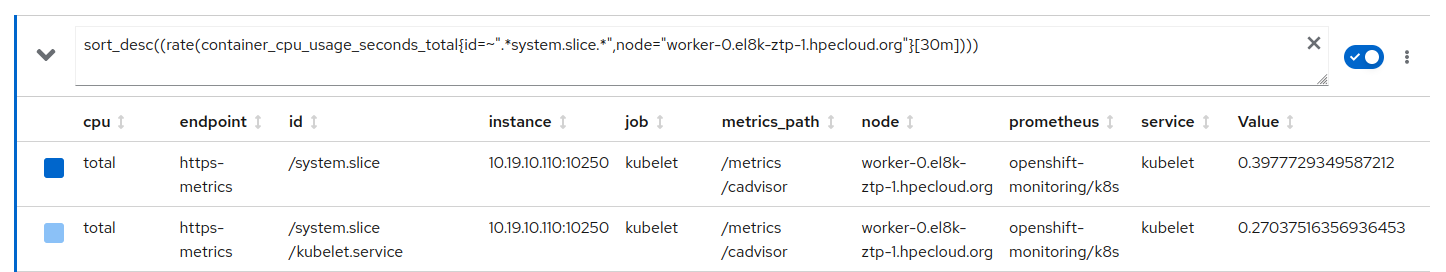 sort_desc((rate(container_cpu_usage_seconds_total{id=~".*system.slice.*",node="worker-0.el8k-ztp-1.hpecloud.org"}[30m])))
cpu endpoint id instance job metrics_path node prometheus service Value
total https- /system.slice 10.19.10.110:10250 kubelet /metrics worker-0.el8k- openshift- kubelet 0.3977729349587212
metrics /cadvisor ztp-1.hpecloud.org monitoring/k8s
total https- /system.slice 10.19.10.110:10250 kubelet /metrics worker-0.el8k- openshift- kubelet 0.27037516356936453
metrics /kubelet.service /cadvisor ztp-1.hpecloud.org monitoring/k8s